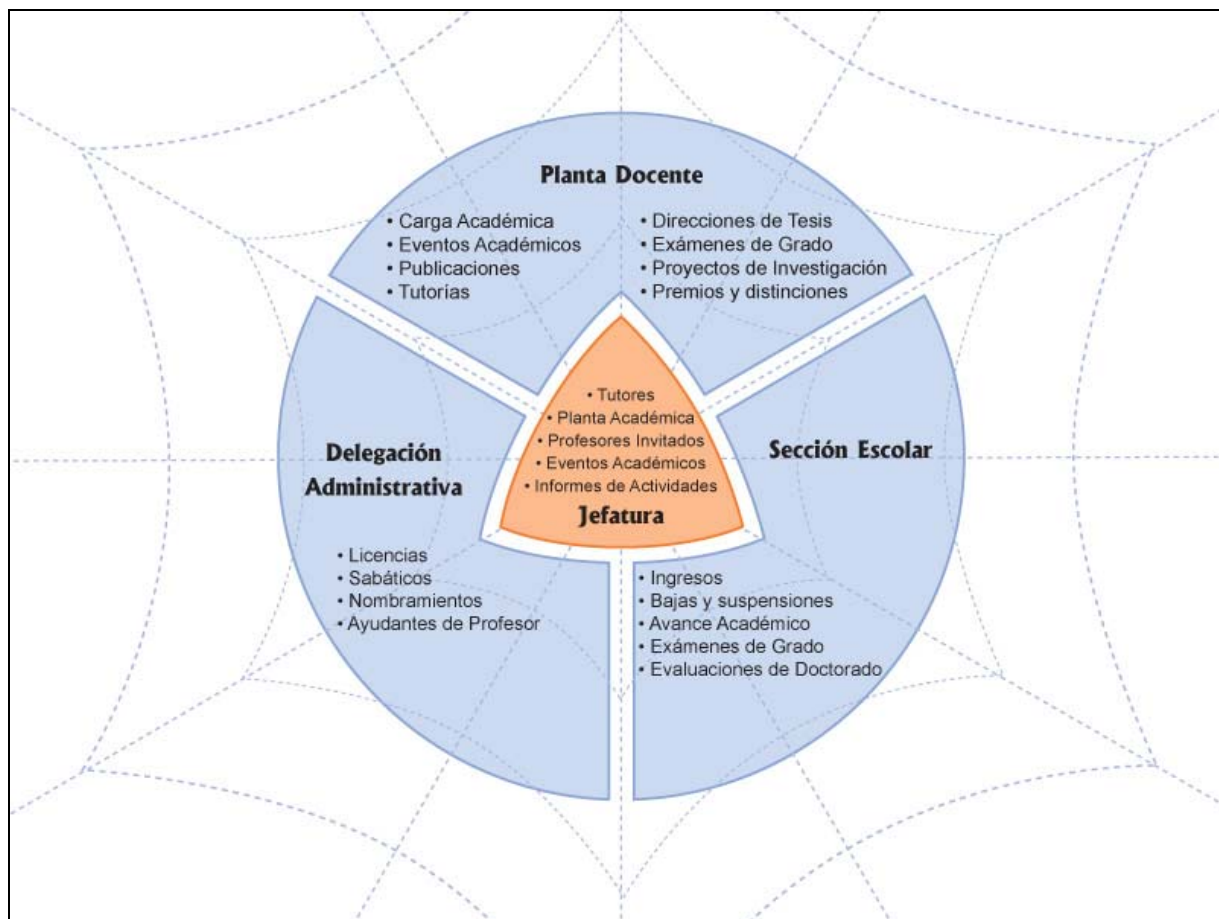 Planta Docente
• Carga Académica
• Eventos Académicos
• Publicaciones
• Tutorías
• Direcciones de Tesis
• Exámenes de Grado
• Proyectos de Investigación
• Premios y distinciones
• Tutores
• Planta Académica
• Profesores Invitados
• Eventos Académicos
• Informes de Actividades
Jefatura
Delegación
Administrativa
• Licencias
• Sabáticos
• Nombramientos
• Ayudantes de Profesor
Sección Escolar
• Ingresos
• Bajas y suspensiones
• Avance Académico
• Exámenes de Grado
• Evaluaciones de Doctorado